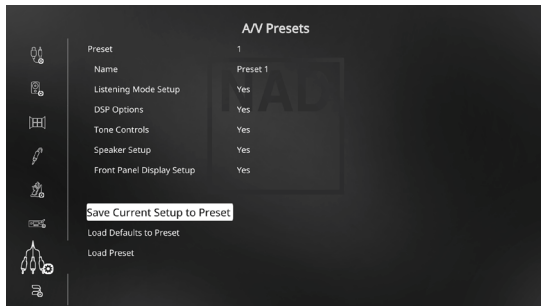 A/V Presets
Preset 1
Name Preset 1
Listening Mode Setup Yes
DSP Options Yes
Tone Controls Yes
Speaker Setup Yes
Front Panel Display Setup Yes
NAD
Save Current Setup to Preset
Load Defaults to Preset
Load Preset